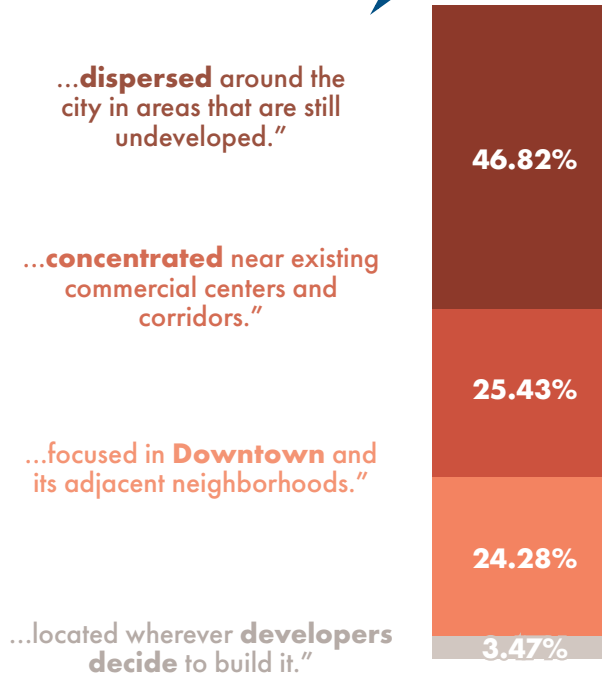 ...dispersed around the
city in areas that are still
undeveloped.”
46.82%
...concentrated near existing
commercial centers and
corridors.”
25.43%
...focused in Downtown and
its adjacent neighborhoods.”
24.28%
...located wherever developers
decide to build it.”
3.47%